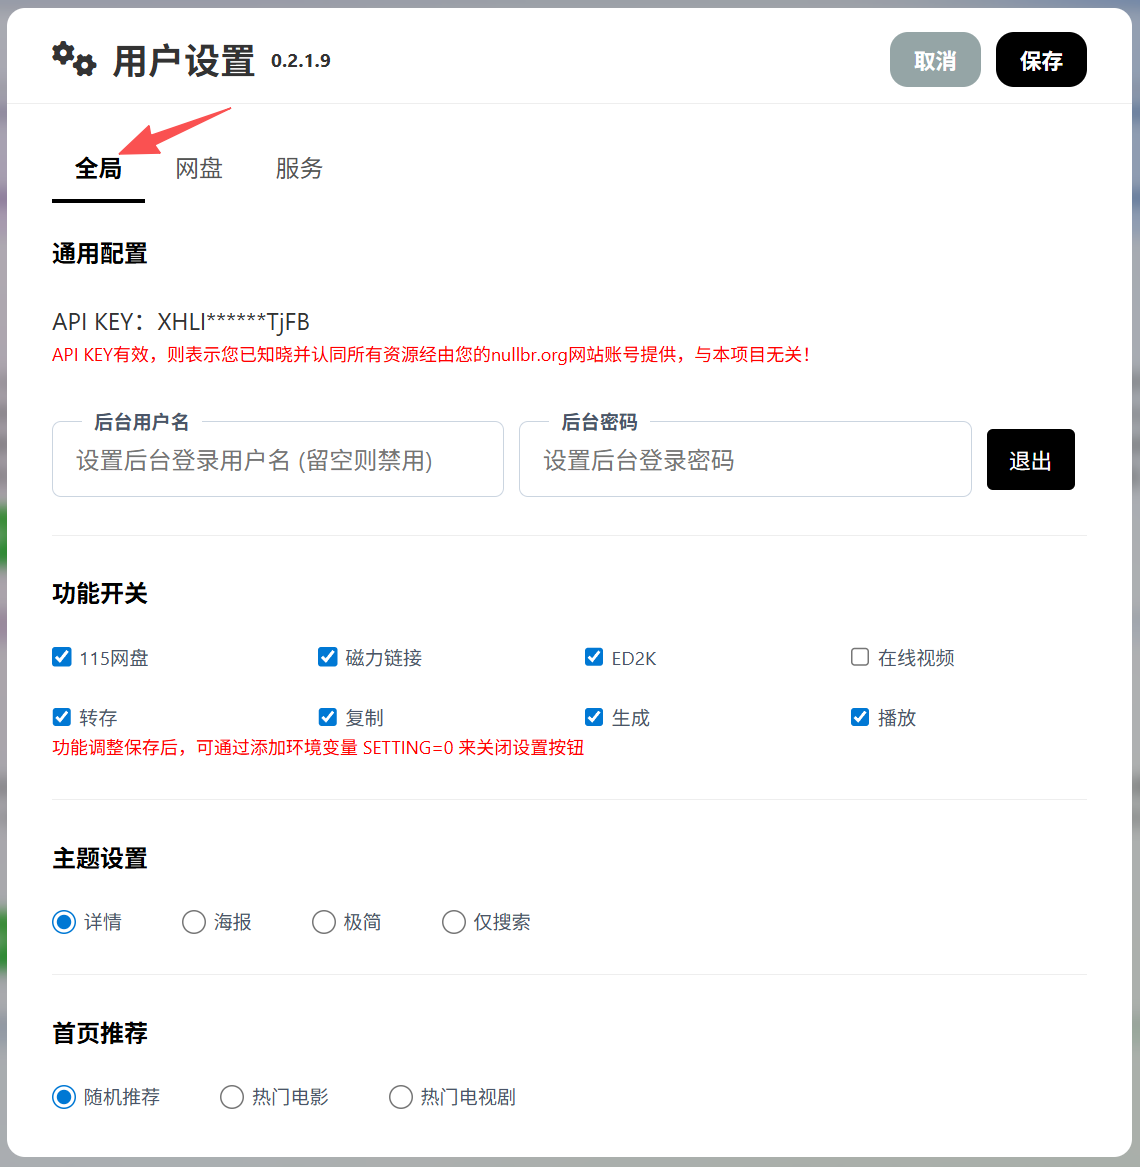 用户设置 0.2.1.9 取消 保存
全局 网盘 服务
通用配置
API KEY：XHLI******TjFB
API KEY有效，则表示您已知晓并认同所有资源经由您的nullbr.org网站账号提供，与本项目无关！
后台用户名 后台密码
设置后台登录用户名 (留空则禁用) 设置后台登录密码 退出
功能开关
115网盘 磁力链接 ED2K 在线视频
转存 复制 生成 播放
功能调整保存后，可通过添加环境变量 SETTING=0 来关闭设置按钮
主题设置
详情 海报 极简 仅搜索
首页推荐
随机推荐 热门电影 热门电视剧